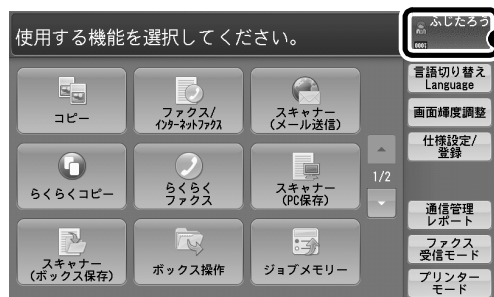 使用する機能を選択してください。
ふじたろう
0001
言語切り替え
Language
画面輝度調整
仕様設定/
登録
コピー
ファクス/
インターネットファクス
スキャナー
(メール送信)
らくらくコピー
らくらく
ファクス
スキャナー
(PC保存)
1/2
スキャナー
(ボックス保存)
ボックス操作
ジョブメモリー
通信管理
レポート
ファクス
受信モード
プリンター
モード